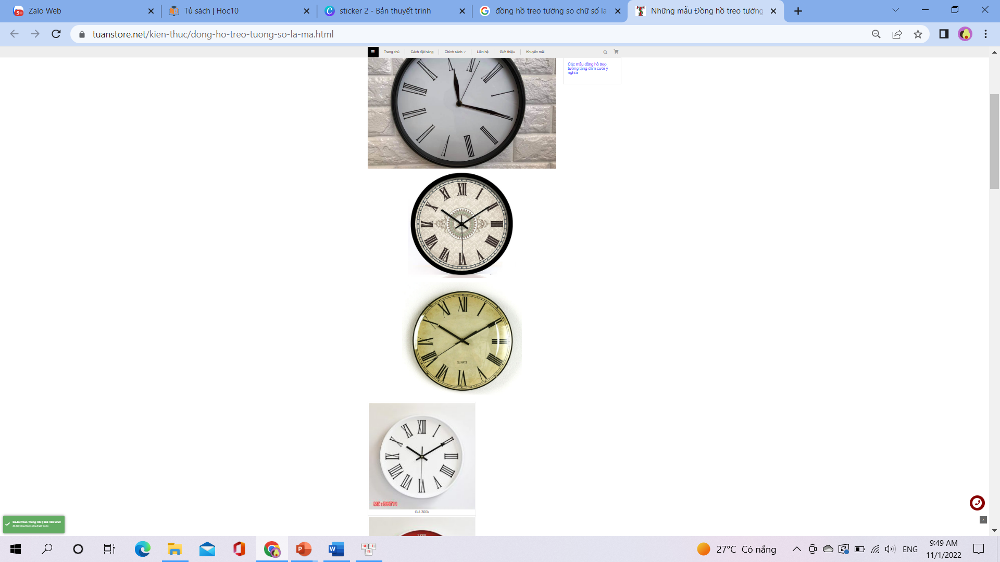 Zalo Web
Tủ sách | Hoc10
sticker 2 - Bản thuyết trình
đồng hồ treo tường so chữ số la
Những mẫu Đồng hồ treo tường
tuanstore.net/kien-thuc/dong-ho-treo-tuong-so-la-ma.html
Trang chủ
Cách đặt hàng
Chính sách
Liên hệ
Giới thiệu
Khuyến mãi
Các mẫu đồng hồ treo
tường tặng đám cưới ý
nghĩa
QUARTZ
Mã : DHT11
Giá 300k
27°C Có nắng
ENG
9:49 AM
11/1/2022